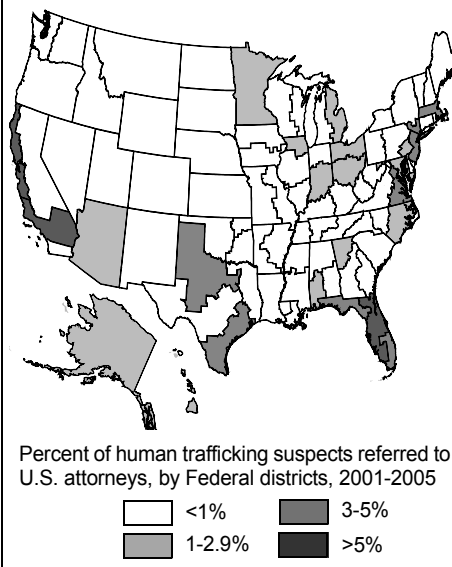 Percent of human trafficking suspects referred to
U.S. attorneys, by Federal districts, 2001-2005
<1%
3-5%
1-2.9%
>5%